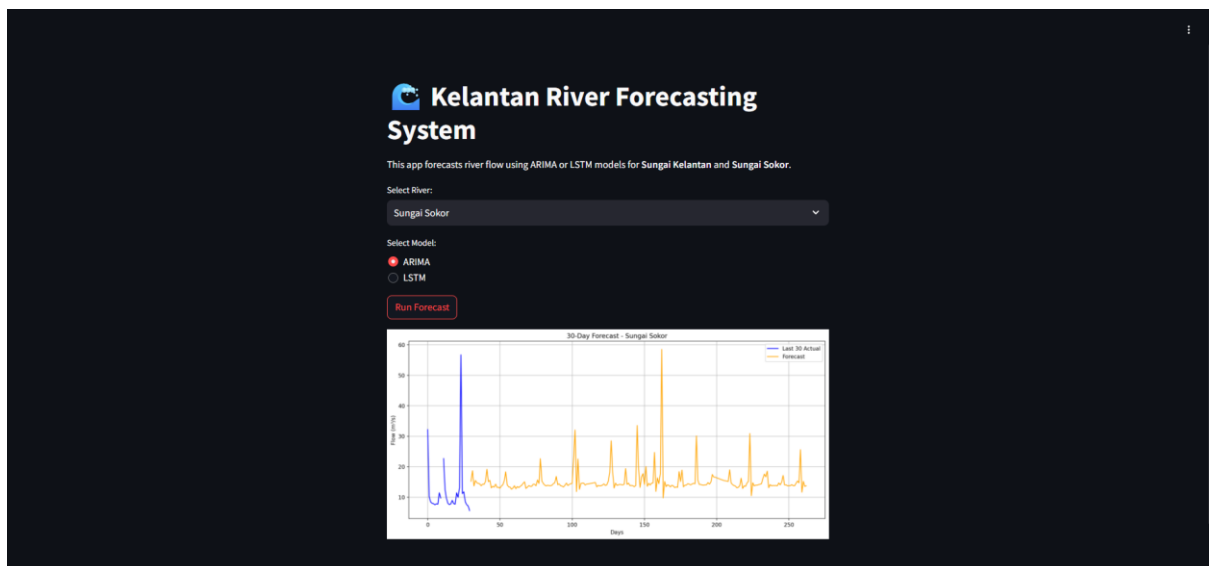 Kelantan River Forecasting
System
This app forecasts river flow using ARIMA or LSTM models for Sungai Kelantan and Sungai Sokor.
Select River:
Sungai Sokor
Select Model:
ARIMA
LSTM
Run Forecast
30-Day Forecast - Sungai Sokor
Last 30 Actual
Forecast
60
50
40
30
20
10
Flow (m³/s)
0
50
100
150
200
250
Days